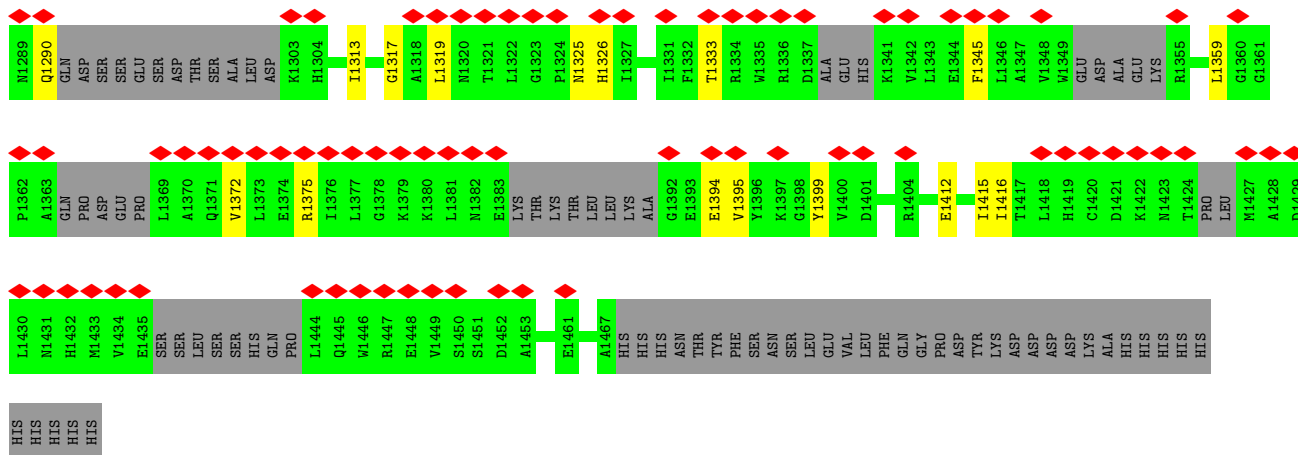 N1289 Q1290 GLN ASP SER SER GLU SER ASP THR SER ALA LEU ASP K1303 H1304 I1313 G1317 A1318 L1319 N1320 T1321 L1322 G1323 P1324 N1325 H1326 I1327 I1331 F1332 T1333 R1334 W1335 R1336 D1337 ALA GLU HIS K1341 V1342 L1343 E1344 F1345 L1346 A1347 V1348 W1349 GLU ASP ALA GLU LYS R1355 L1359 G1360 G1361
P1362 A1363 GLN PRO ASP GLU PRO L1369 A1370 Q1371 V1372 L1373 E1374 R1375 I1376 L1377 G1378 K1379 K1380 L1381 N1382 E1383 LYS THR LYS THR LEU LEU LYS ALA G1392 E1393 E1394 V1395 Y1396 K1397 G1398 Y1399 V1400 D1401 R1404 E1412 I1415 I1416 T1417 L1418 H1419 C1420 D1421 K1422 N1423 T1424 PRO LEU M1427 A1428 D1429
L1430 N1431 H1432 M1433 V1434 E1435 SER SER LEU SER SER HIS GLN PRO L1444 Q1445 W1446 R1447 E1448 V1449 S1450 S1451 D1452 A1453 E1461 A1467 HIS HIS HIS ASN THR TYR PHE SER ASN SER LEU GLU VAL LEU PHE GLN GLY PRO ASP TYR LYS ASP ASP ASP ASP LYS ALA HIS HIS HIS HIS HIS
HIS HIS HIS HIS HIS